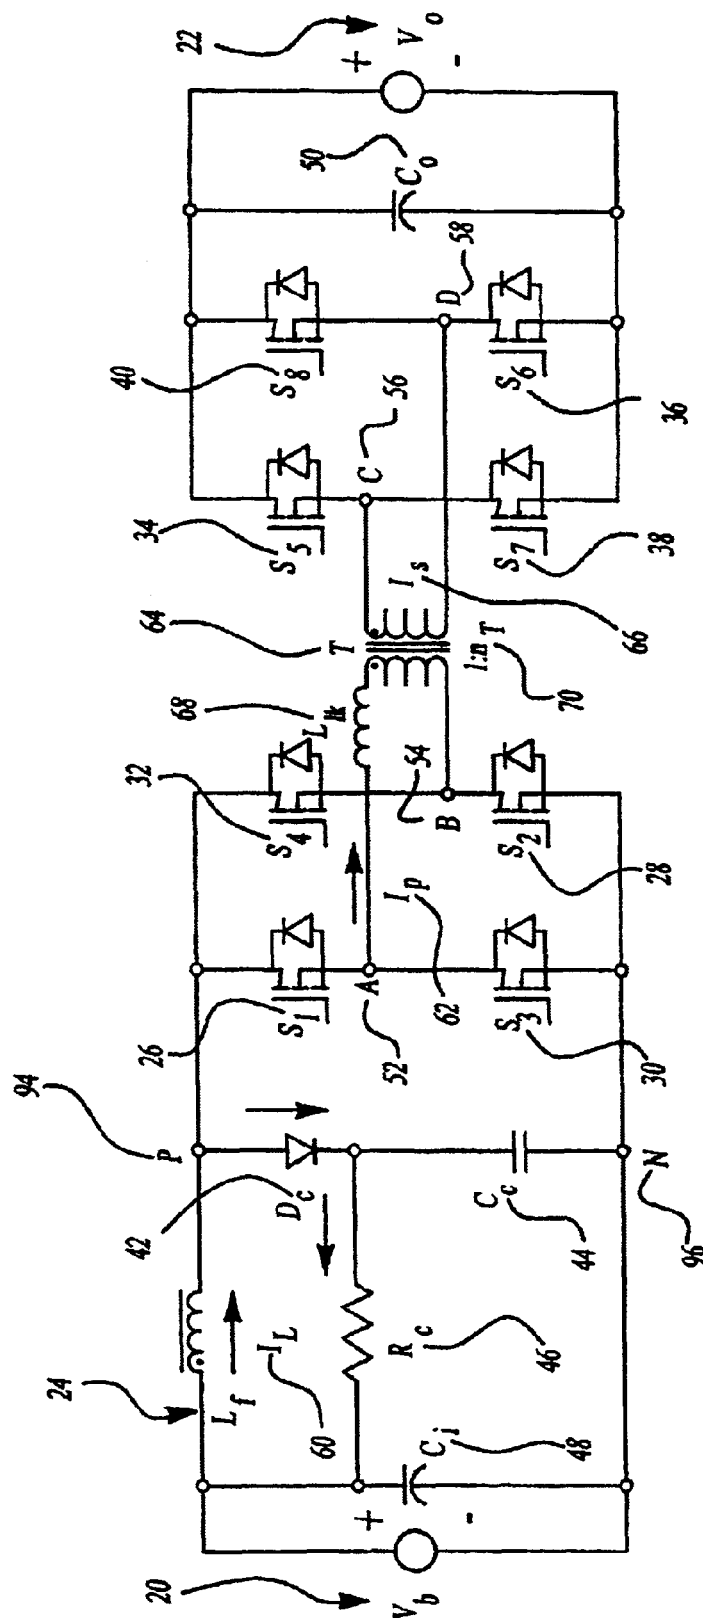 94
24
20
P
42
26
32
68
64
34
40
22
L_f
I_L
D_c
S_1
S_4
L_lk
T
S_5
S_8
60
+
A
52
I_p
62
54
C
56
50
+
V_b
V_o
-
R_c
46
C_i
48
C_c
44
B
I_s
D
58
C_o
-
1:n_T
70
66
S_3
S_2
S_7
S_6
N
96
30
28
38
36